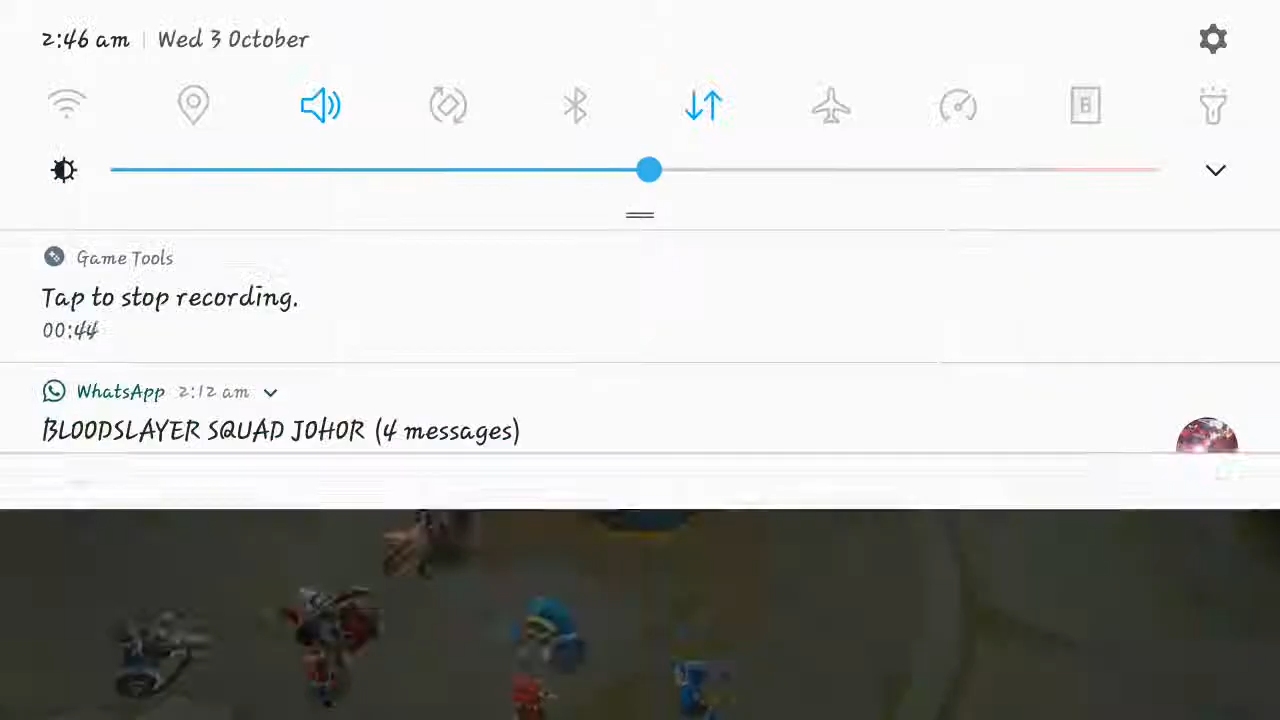 2:46 am | Wed 3 October
B
Game Tools
Tap to stop recording.
00:44
WhatsApp 2:12 am
BLOODSLAYER SQUAD JOHOR (4 messages)